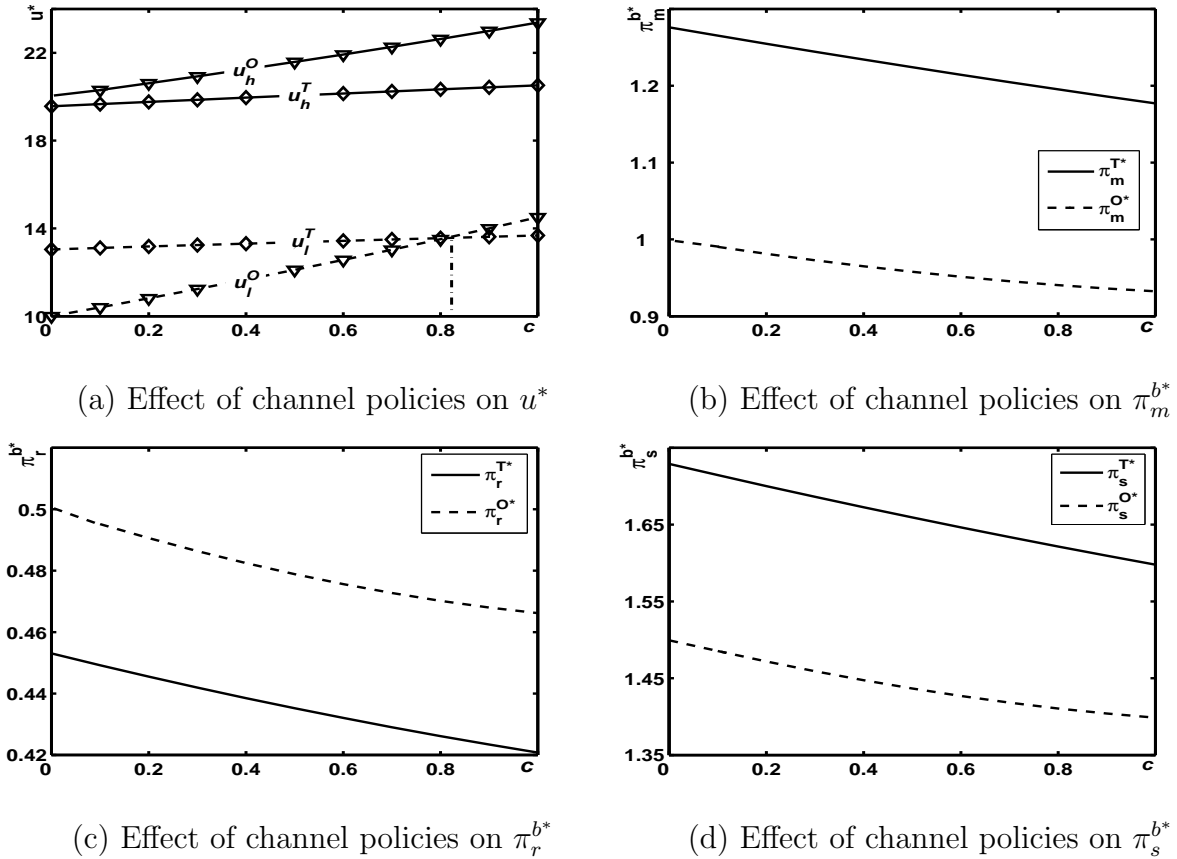 u*
22
18
14
10
u_h^O
u_h^T
u_l^T
u_l^O
0 0.2 0.4 0.6 0.8 c
(a) Effect of channel policies on u*
π_m^{b*}
1.2
1.1
1
0.9
π_m^{T*}
π_m^{O*}
0 0.2 0.4 0.6 0.8 c
(b) Effect of channel policies on π_m^{b*}
π_r^{b*}
0.5
0.48
0.46
0.44
0.42
π_r^{T*}
π_r^{O*}
0 0.2 0.4 0.6 0.8 c
(c) Effect of channel policies on π_r^{b*}
π_s^{b*}
1.65
1.55
1.45
1.35
π_s^{T*}
π_s^{O*}
0 0.2 0.4 0.6 0.8 c
(d) Effect of channel policies on π_s^{b*}